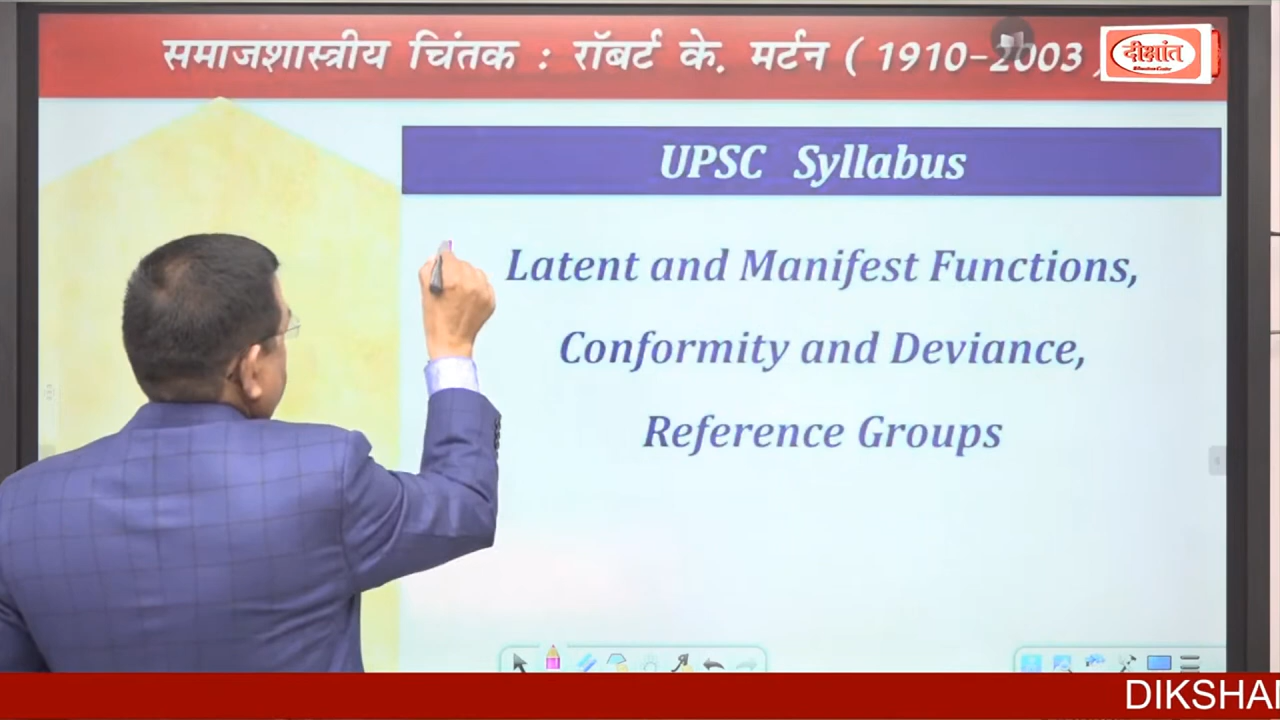 समाजशास्त्रीय चिंतक : रॉबर्ट के. मर्टन ( 1910-2003 )
दीक्षांत
UPSC Syllabus
Latent and Manifest Functions,
Conformity and Deviance,
Reference Groups
DIKSHAN